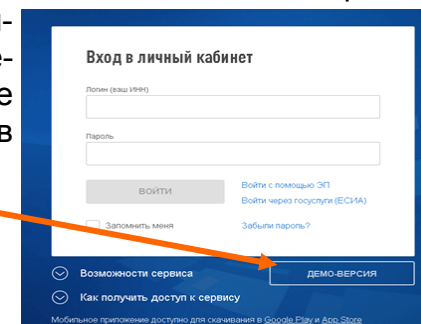 Вход в личный кабинет
Логин (ваш ИНН)
Пароль
ВОЙТИ
Войти с помощью ЭП
Войти через госуслуги (ЕСИА)
Запомнить меня
Забыли пароль?
Возможности сервиса
ДЕМО-ВЕРСИЯ
Как получить доступ к сервису
Мобильное приложение доступно для скачивания в Google Play и App Store